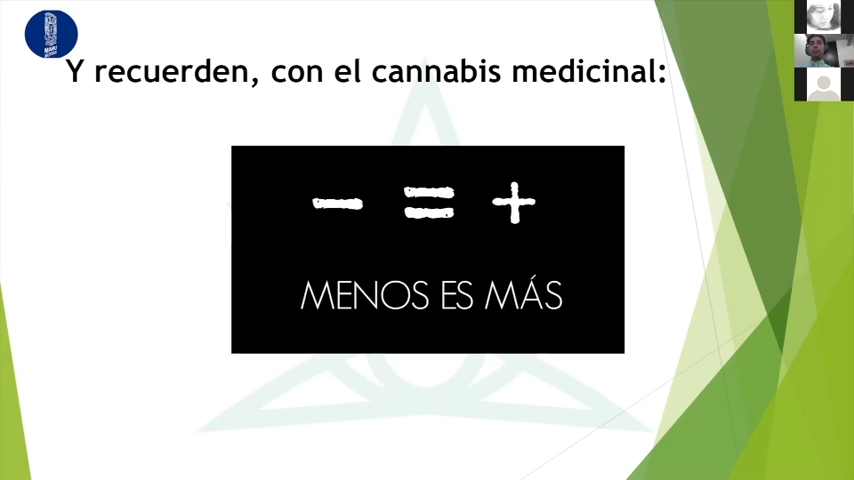 Y recuerden, con el cannabis medicinal:
– = +
MENOS ES MÁS